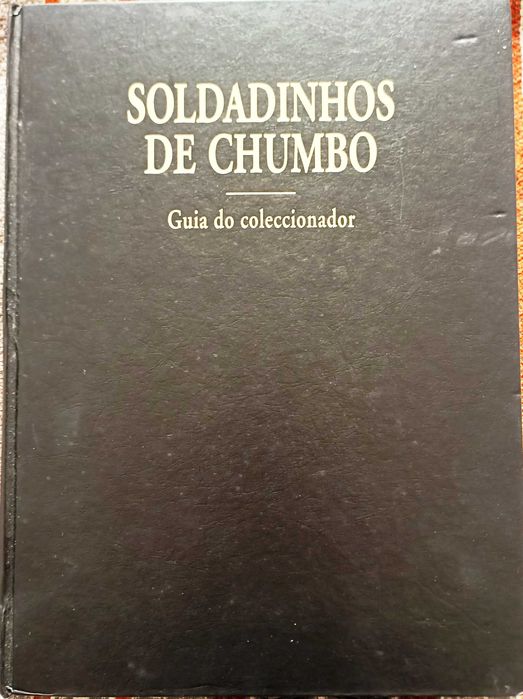 SOLDADINHOS
DE CHUMBO
Guia do coleccionador